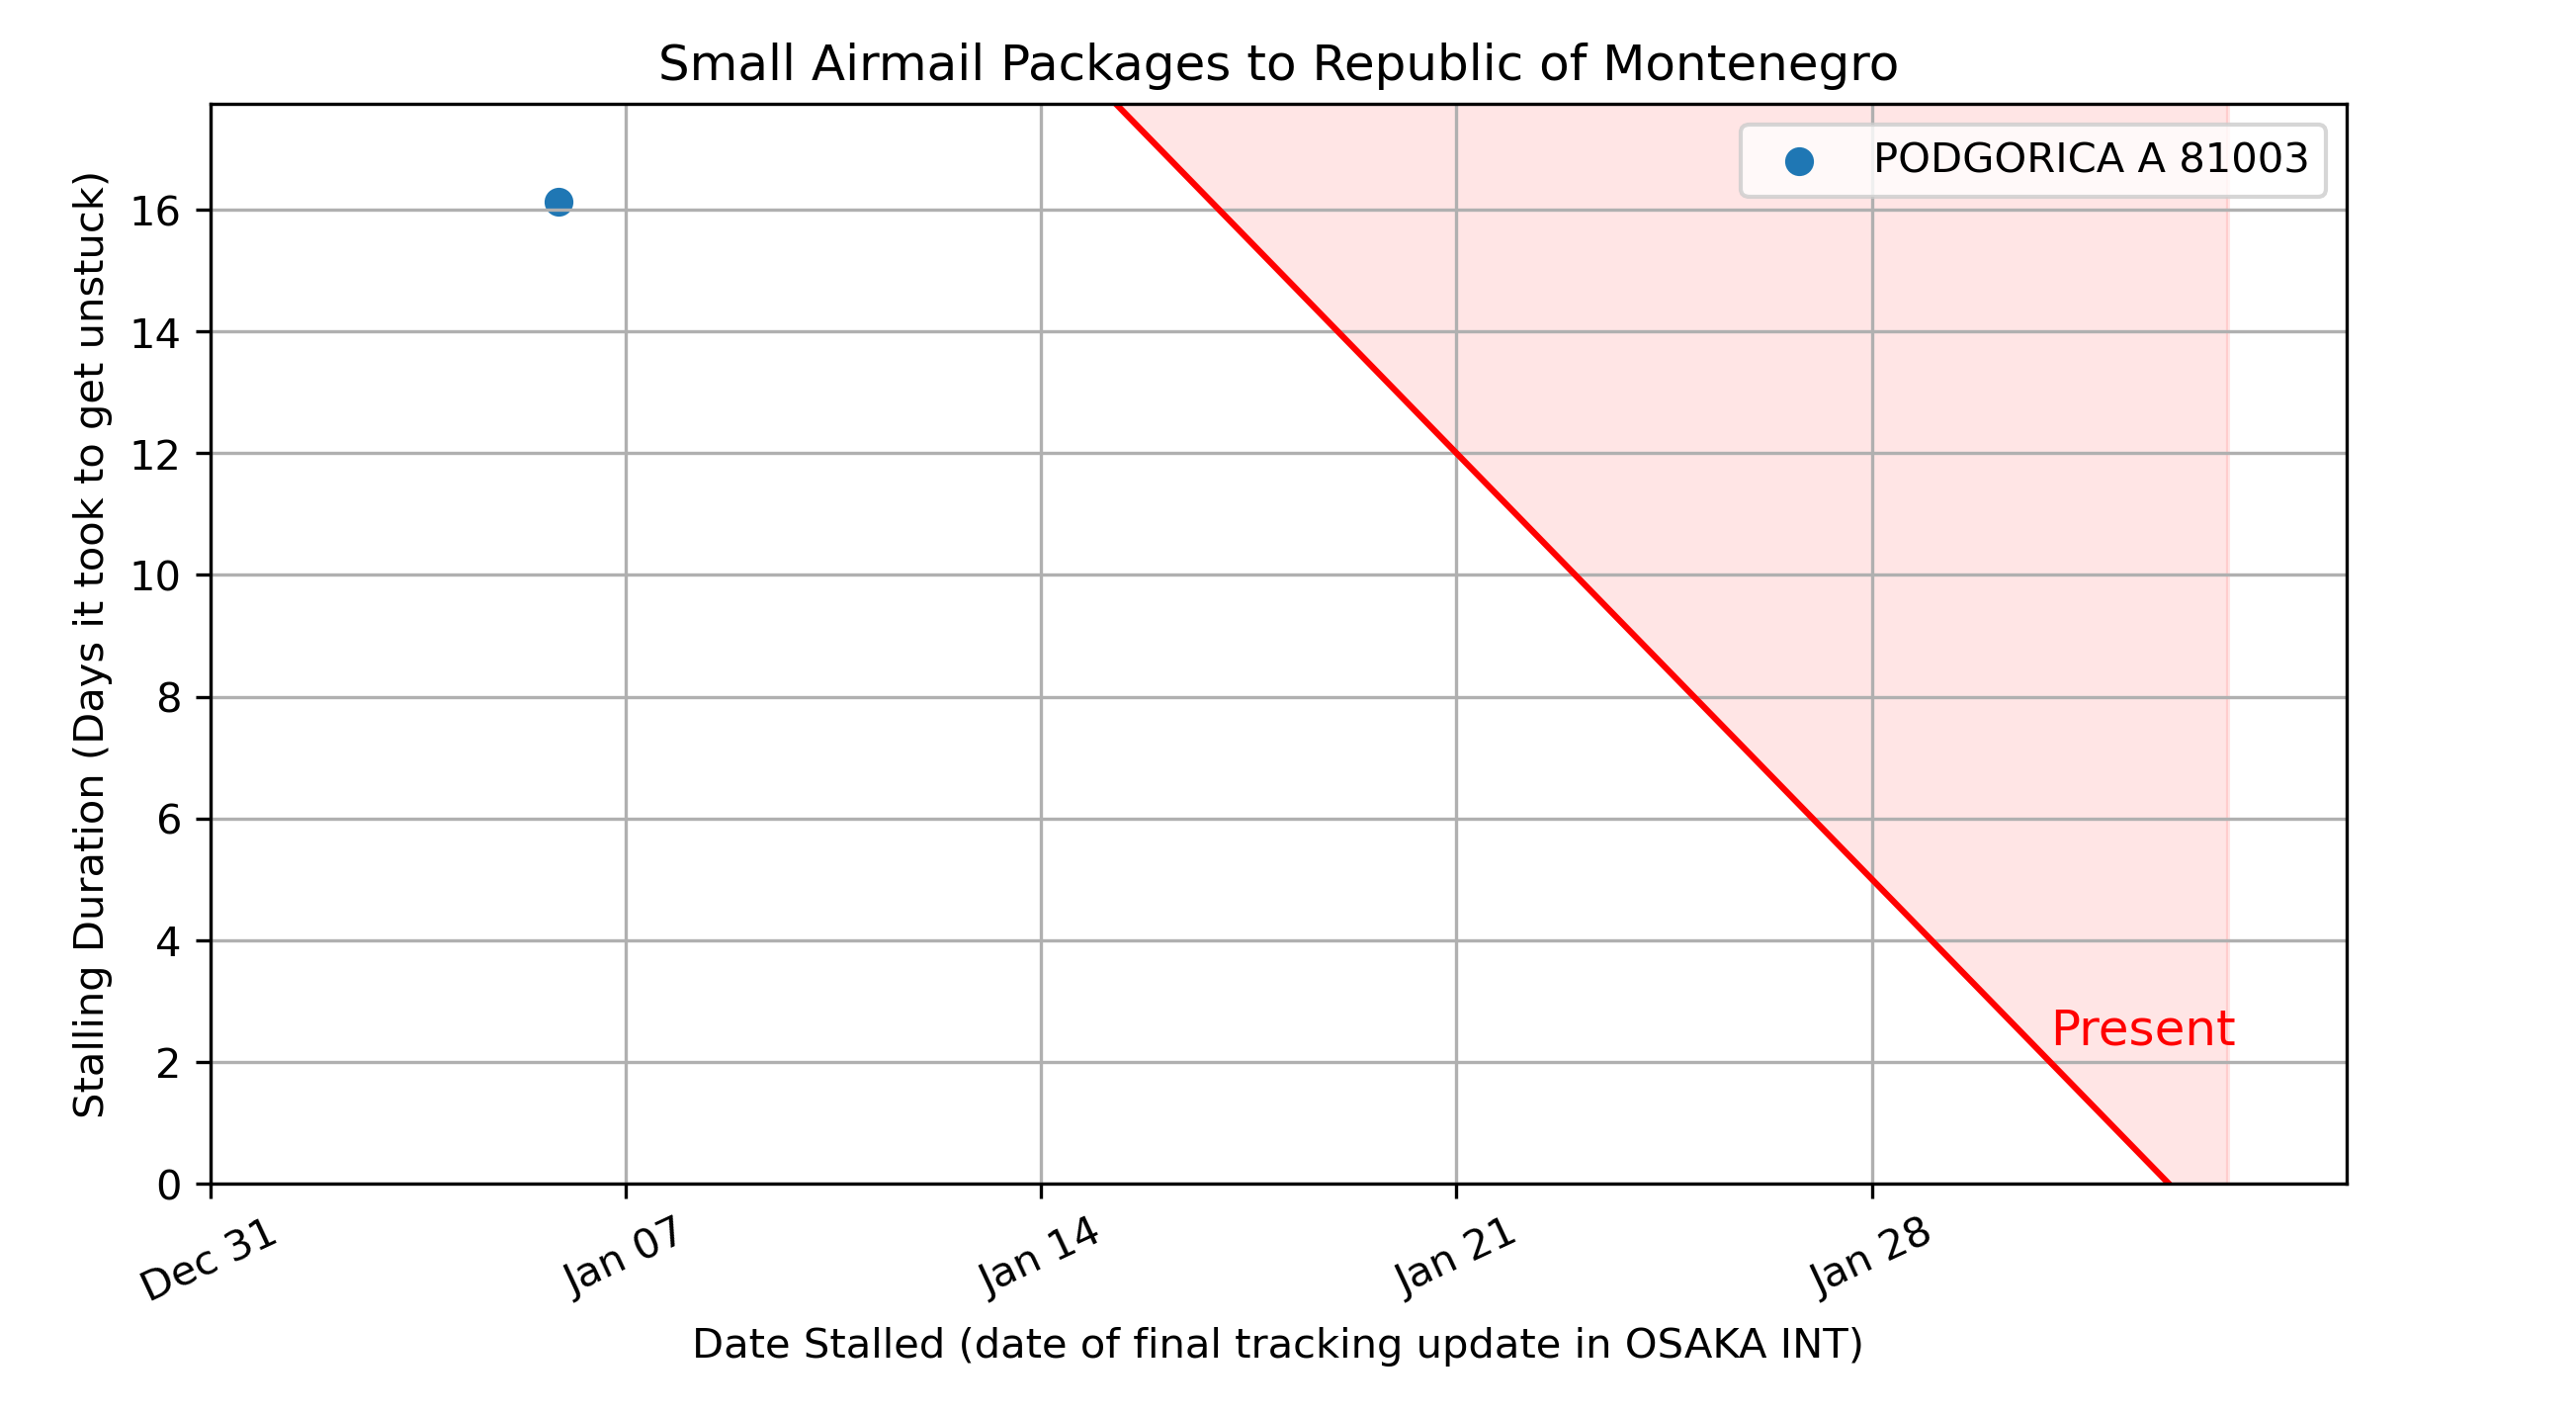 Small Airmail Packages to Republic of Montenegro
PODGORICA A 81003
Stalling Duration (Days it took to get unstuck)
16
14
12
10
8
6
4
2
0
Present
Dec 31
Jan 07
Jan 14
Jan 21
Jan 28
Date Stalled (date of final tracking update in OSAKA INT)